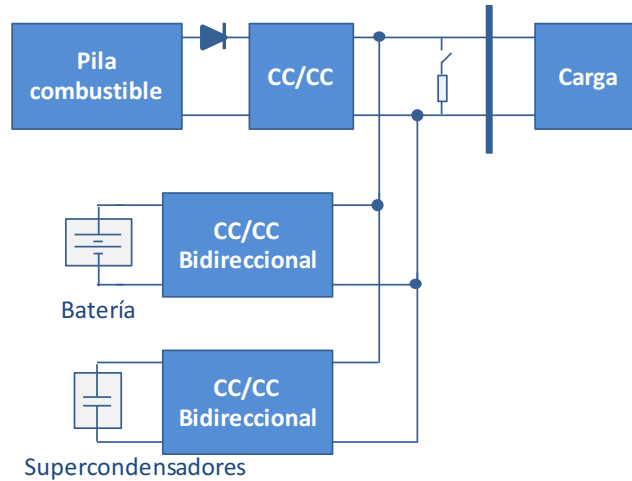 Pila
combustible
CC/CC
Carga
CC/CC
Bidireccional
Batería
CC/CC
Bidireccional
Supercondensadores